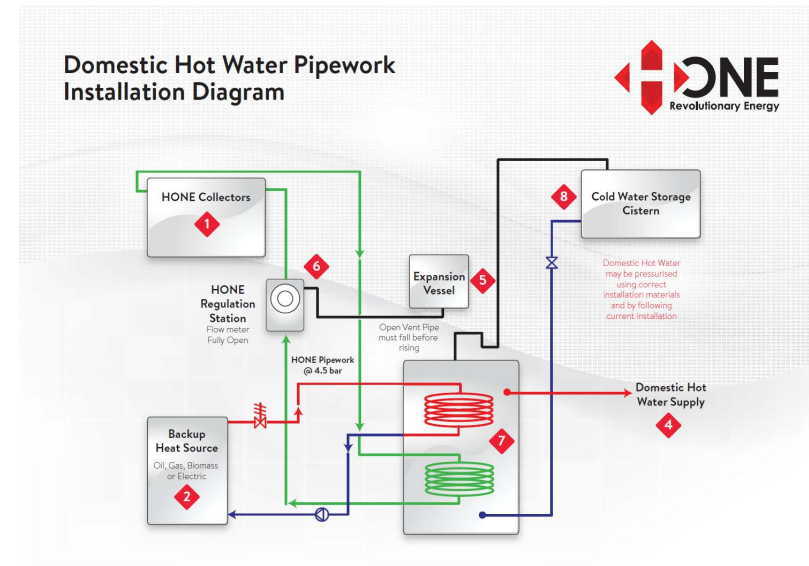 Domestic Hot Water Pipework
Installation Diagram
HONE
Revolutionary Energy
HONE Collectors
1
8
Cold Water Storage
Cistern
6
Expansion
Vessel
5
Domestic Hot Water
may be pressurised
using correct
installation materials
and by following
current installation
HONE
Regulation
Station
Flow meter
Fully Open
Open Vent Pipe
must fall before
rising
HONE Pipework
@ 4.5 bar
Domestic Hot
Water Supply
4
7
Backup
Heat Source
Oil, Gas, Biomass
or Electric
2